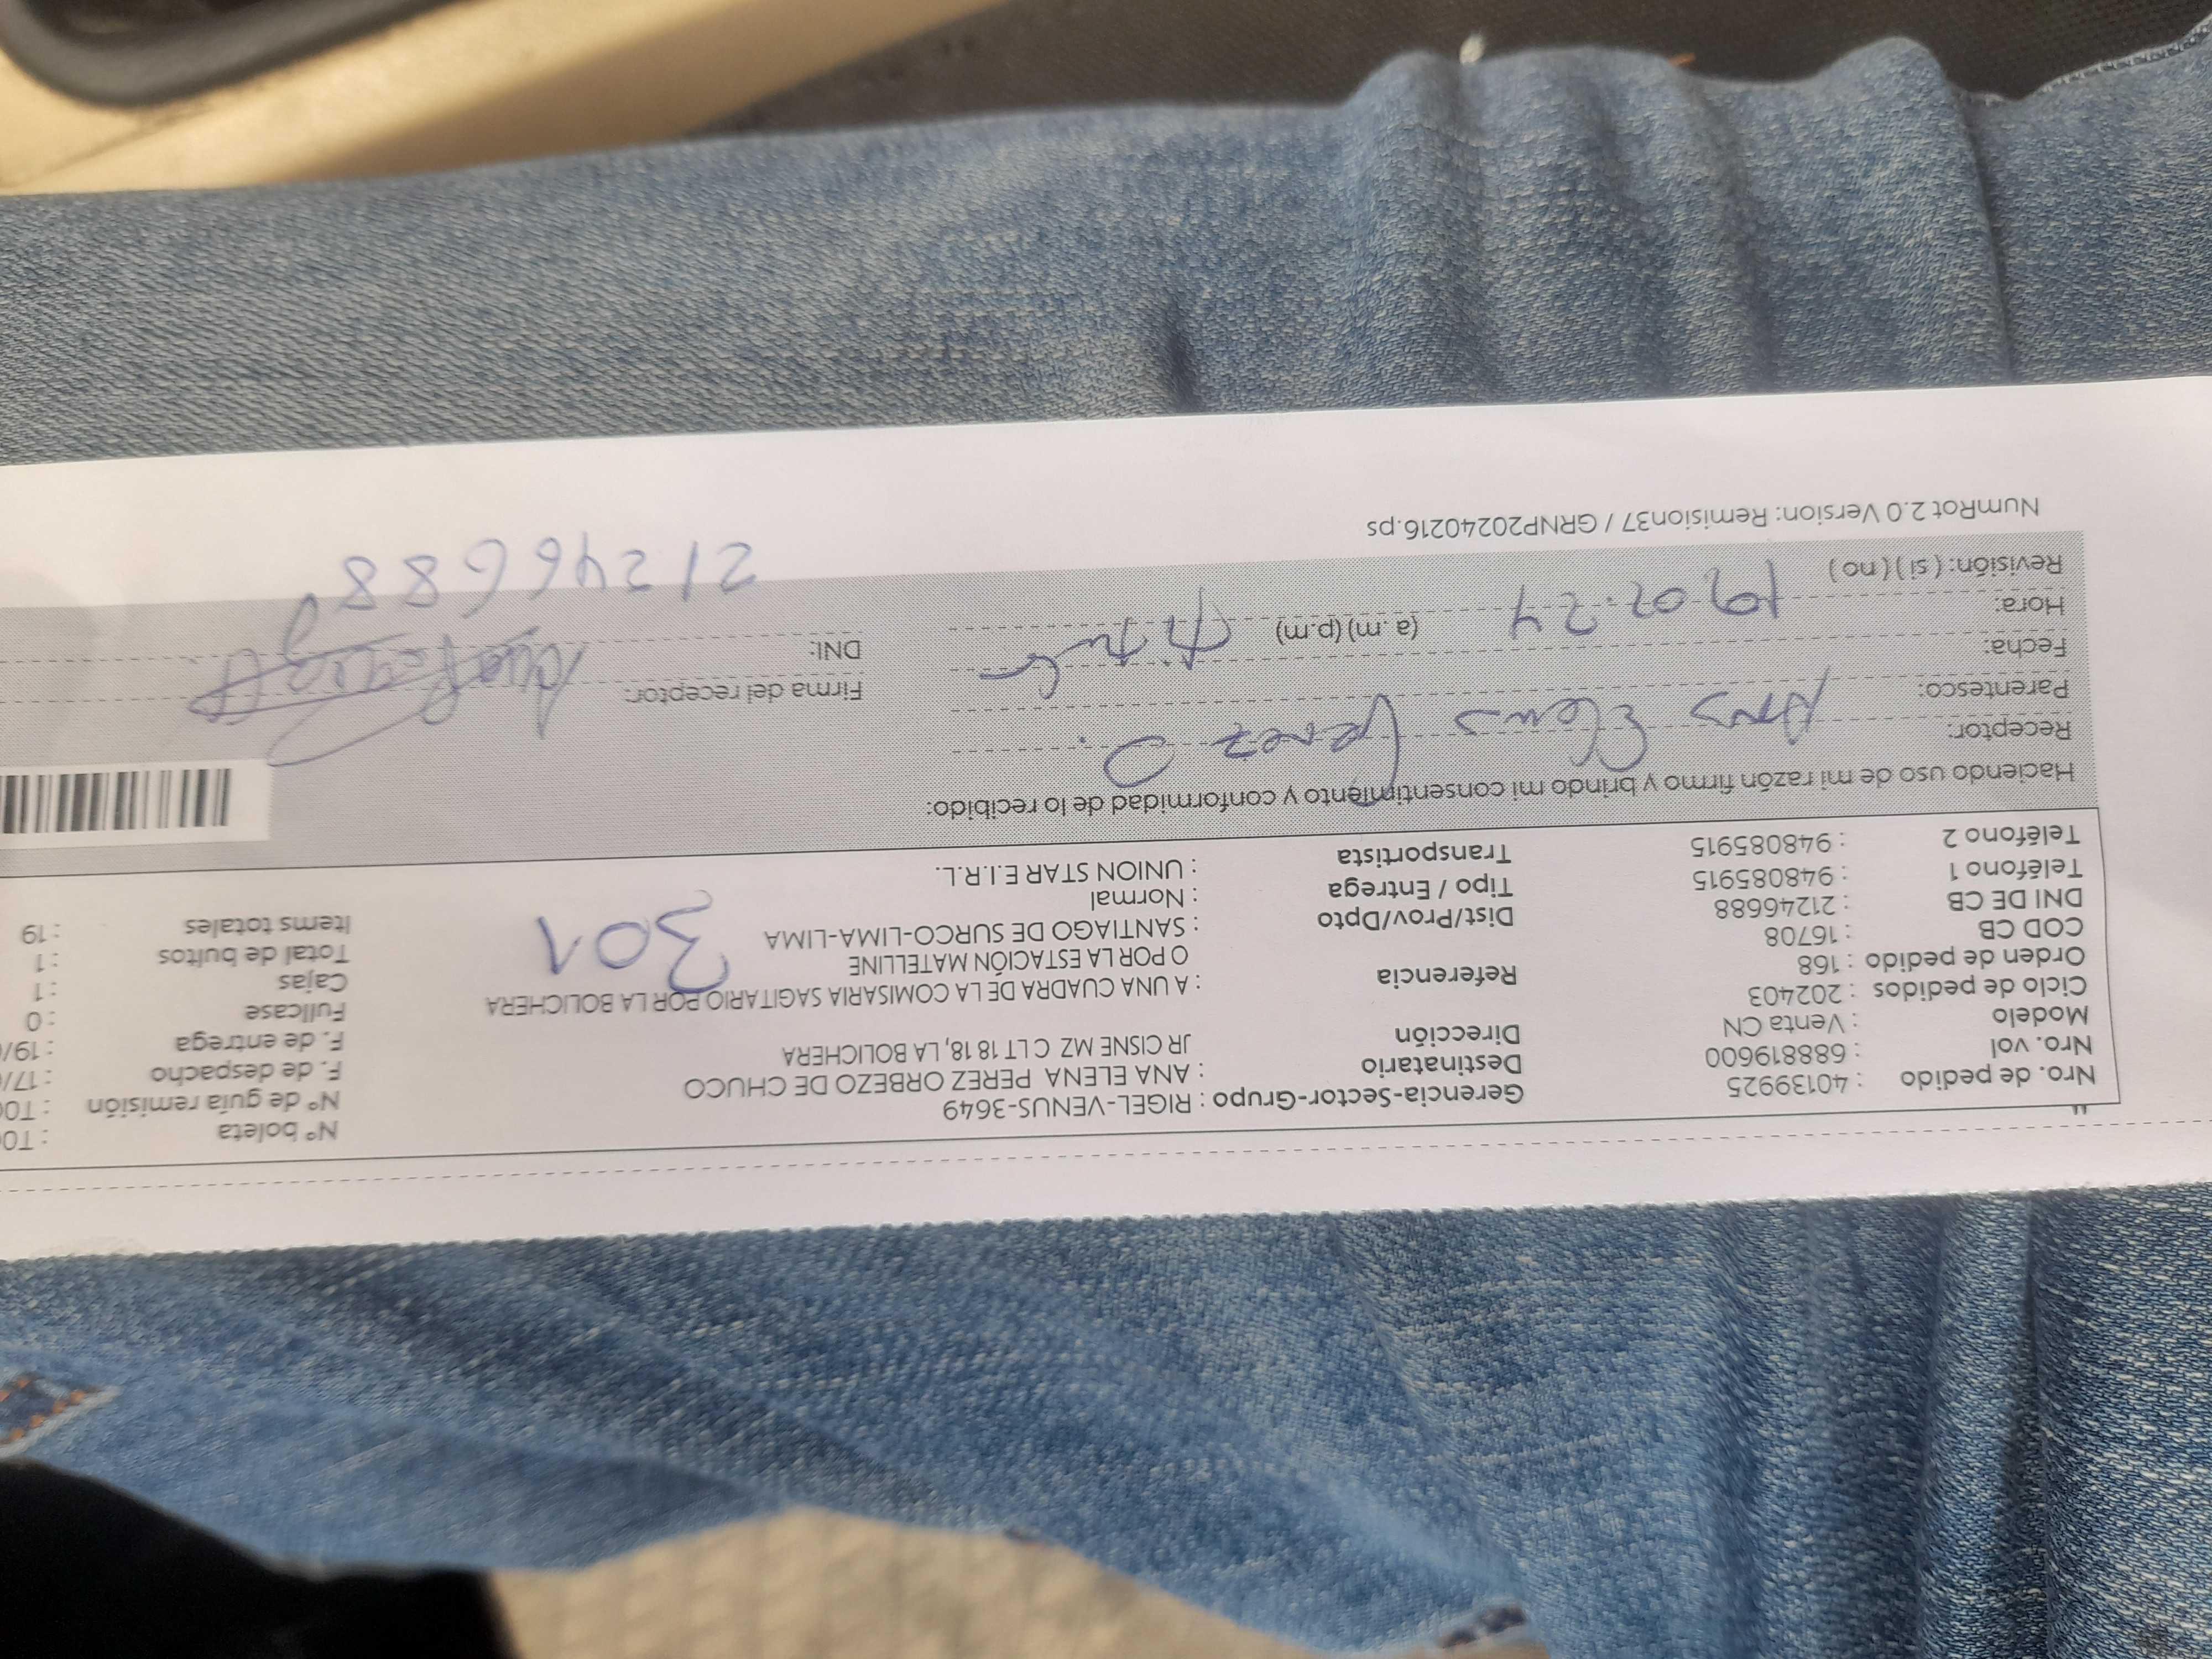 Nro. de pedido : 40139925
Nro. vol : 688819600
Modelo : Venta CN
Ciclo de pedidos : 202403
Orden de pedido : 168
COD CB : 16708
DNI DE CB : 21246688
Teléfono 1 : 948085915
Teléfono 2 : 948085915
Gerencia-Sector-Grupo : RIGEL-VENUS-3649
Destinatario : ANA ELENA PEREZ ORBEZO DE CHUCO
Dirección JR CISNE MZ C LT 18 18, LA BOLICHERA
Referencia : A UNA CUADRA DE LA COMISARIA SAGITARIO POR LA BOLICHERA
O POR LA ESTACIÓN MATELLINE
Dist/Prov/Dpto : SANTIAGO DE SURCO-LIMA-LIMA
Tipo / Entrega : Normal
Transportista : UNION STAR E.I.R.L.
301
N° boleta : T0
N° de guía remisión : T0
F. de despacho : 17/
F. de entrega : 19/
Fullcase : 0
Cajas : 1
Total de bultos : 1
Items totales : 19
Haciendo uso de mi razón firmo y brindo mi consentimiento y conformidad de lo recibido:
Receptor: Ana Elena Perez O.
Parentesco:
Fecha:
Hora: 19.02.24 (a.m) (p.m)
Revisión: ( si ) ( no )
Firma del receptor:
DNI:
21246688
NumRot 2.0 Version: Remision37 / GRNP20240216.ps